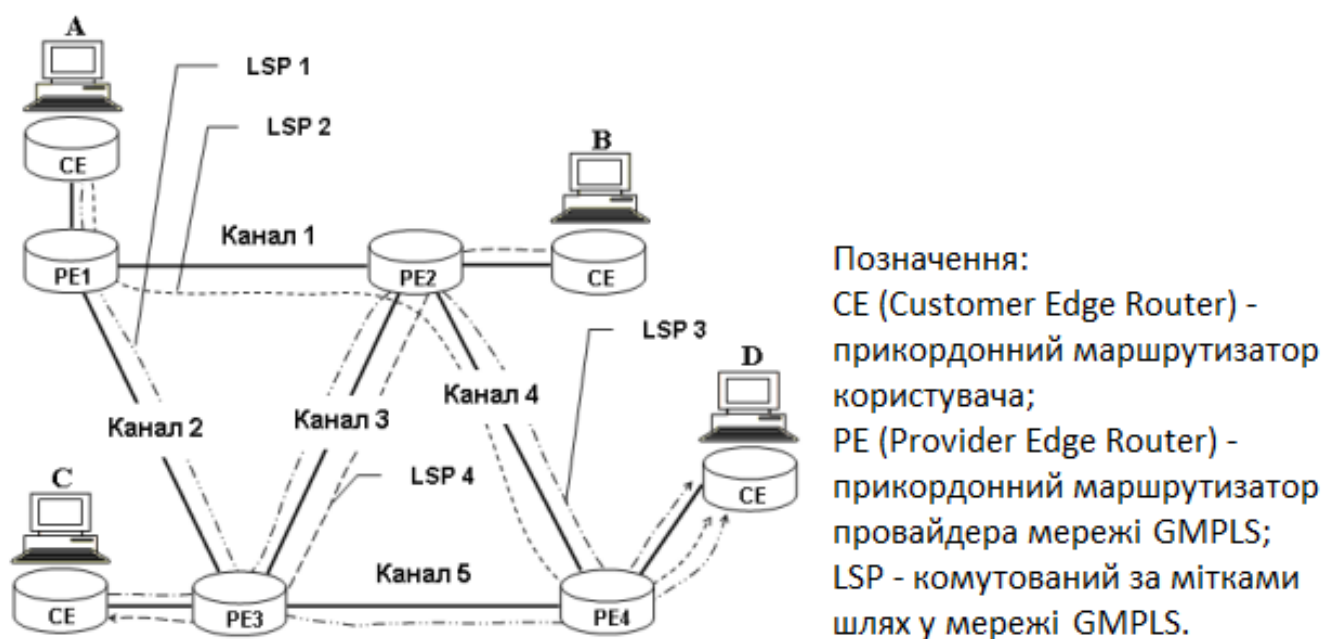 A
LSP 1
LSP 2
CE
B
Канал 1
PE1
PE2
CE
LSP 3
D
Канал 4
Канал 2
Канал 3
LSP 4
C
CE
Канал 5
CE
PE3
PE4
Позначення:
CE (Customer Edge Router) -
прикордонний маршрутизатор
користувача;
PE (Provider Edge Router) -
прикордонний маршрутизатор
провайдера мережі GMPLS;
LSP - комутований за мітками
шлях у мережі GMPLS.